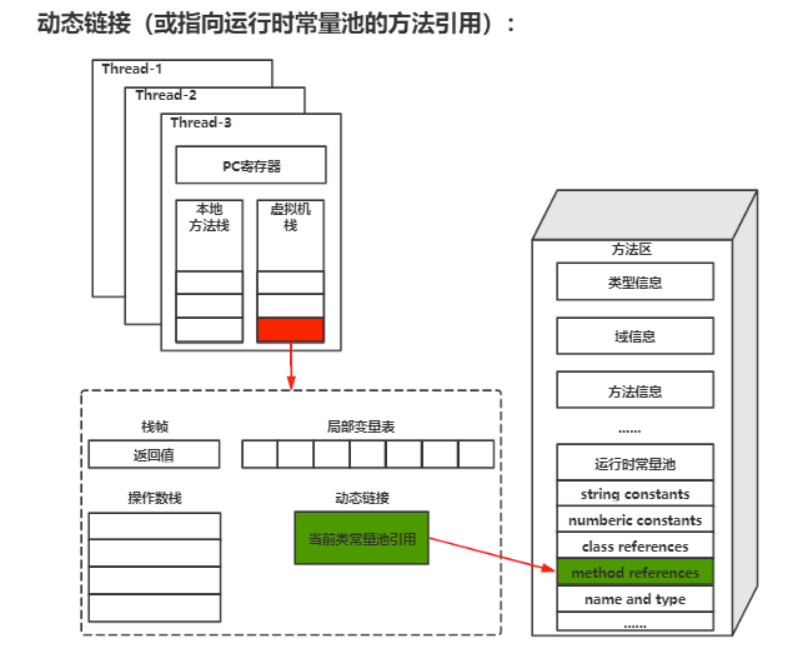 动态链接（或指向运行时常量池的方法引用）：
Thread-1
Thread-2
Thread-3
PC寄存器
本地
方法栈
虚拟机
栈
方法区
类型信息
域信息
方法信息
......
运行时常量池
string constants
numberic constants
class references
method references
name and type
......
栈帧
返回值
局部变量表
操作数栈
动态链接
当前类常量池引用